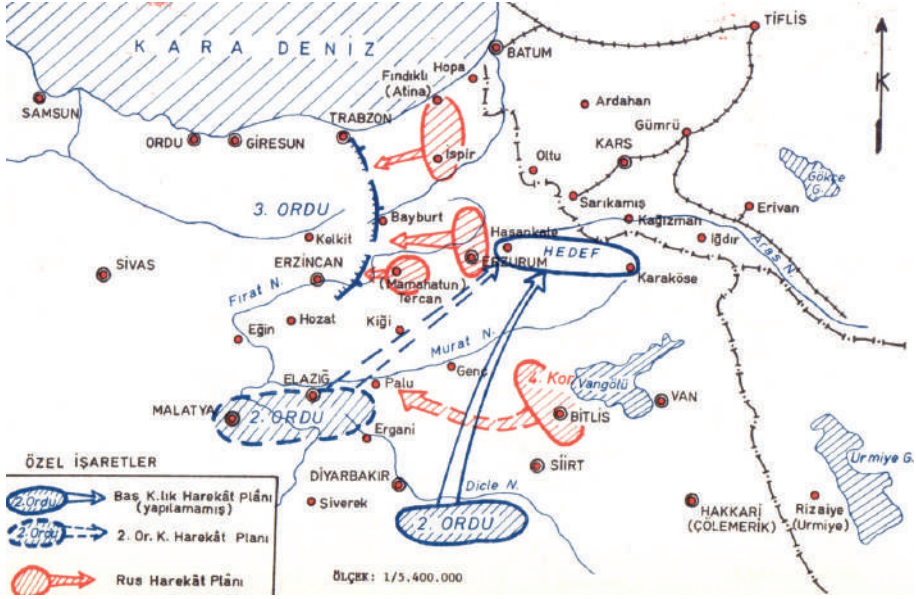 KARA DENİZ
TİFLİS
BATUM
Hopa
Fındıklı
(Atina)
K
SAMSUN
Ardahan
TRABZON
Gümrü
ORDU
GİRESUN
KARS
İspir
Oltu
Gökçe
G.
Sarıkamış
3. ORDU
Bayburt
Kağızman
Erivan
Hasankale
Kelkit
HEDEF
Iğdır
Aras N.
SİVAS
ERZİNCAN
ERZURUM
(Mamahatun)
Tercan
Karaköse
Fırat N.
Hozat
Kiği
Eğin
Murat N.
Genç
ELAZIĞ
Palu
4. Kor
Vangölü
VAN
MALATYA
2. ORDU
BİTLİS
Ergani
Urmiye G.
SİİRT
DİYARBAKIR
Dicle N.
Siverek
HAKKARİ
(ÇÖLEMERİK)
Rizaiye
(Urmiye)
2. ORDU
ÖZEL İŞARETLER
2. Ordu Baş K.lık Harekât Plânı
(yapılamamış)
2. Ordu 2. Or. K. Harekât Planı
Rus Harekât Plânı
ÖLÇEK: 1/5.400.000